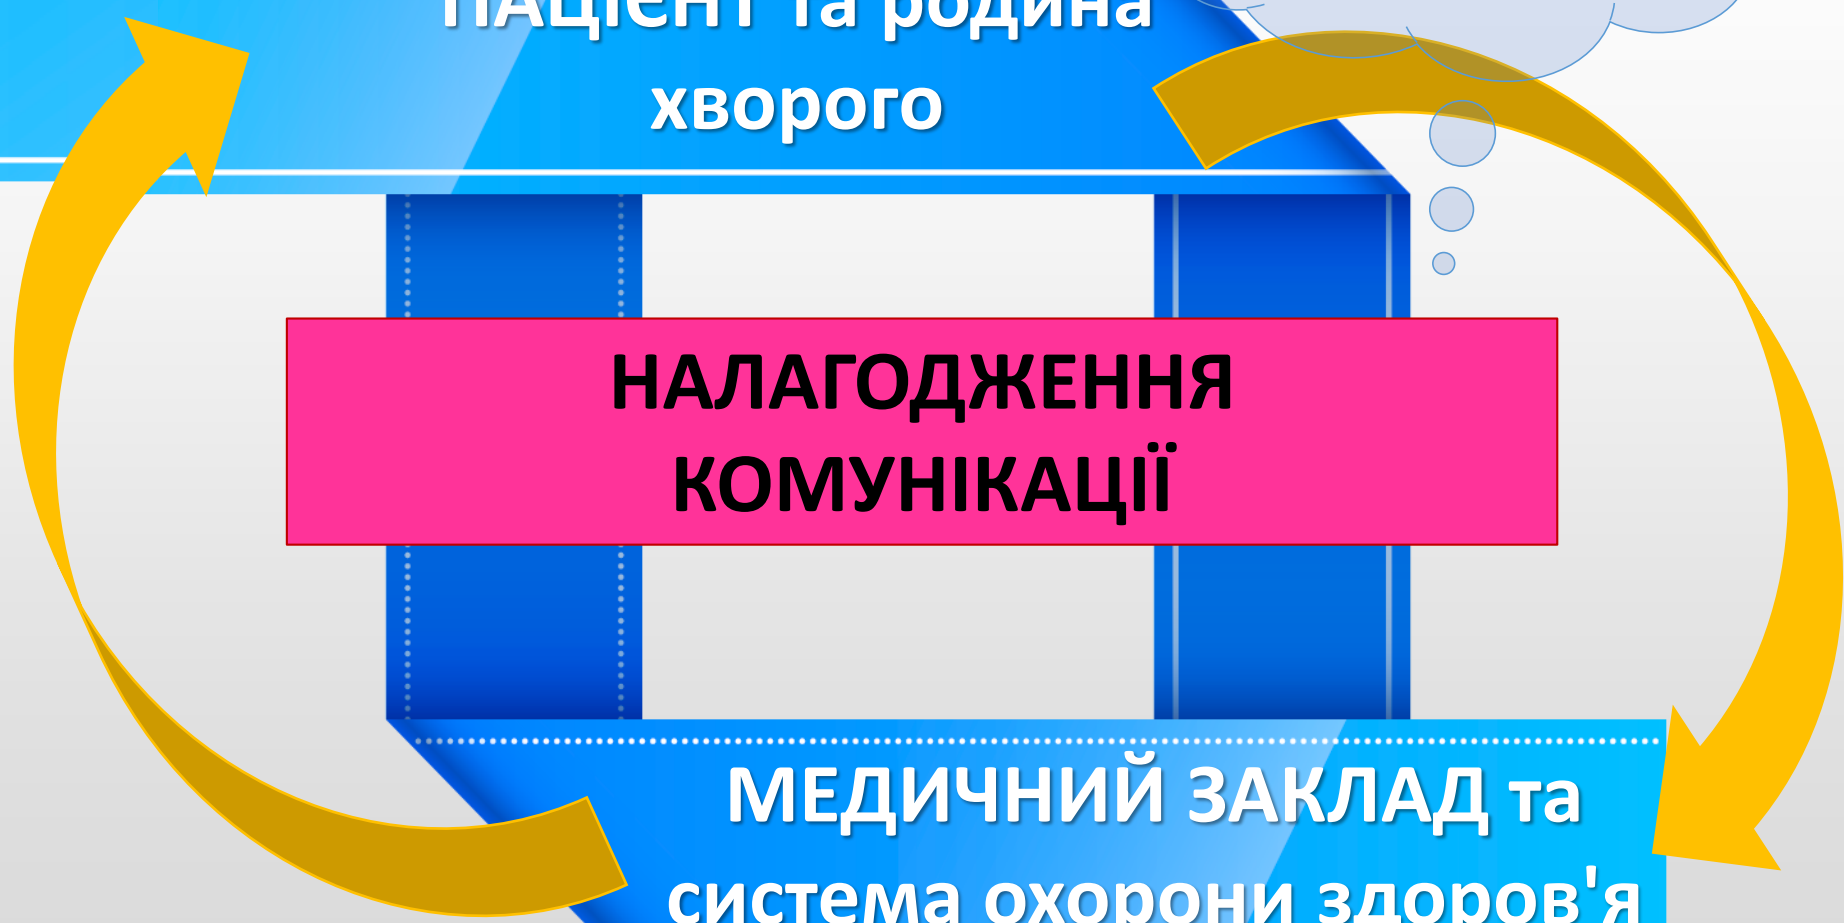 ПАЦІЄНТ та родина
хворого
НАЛАГОДЖЕННЯ
КОМУНІКАЦІЇ
МЕДИЧНИЙ ЗАКЛАД та
система охорони здоров'я